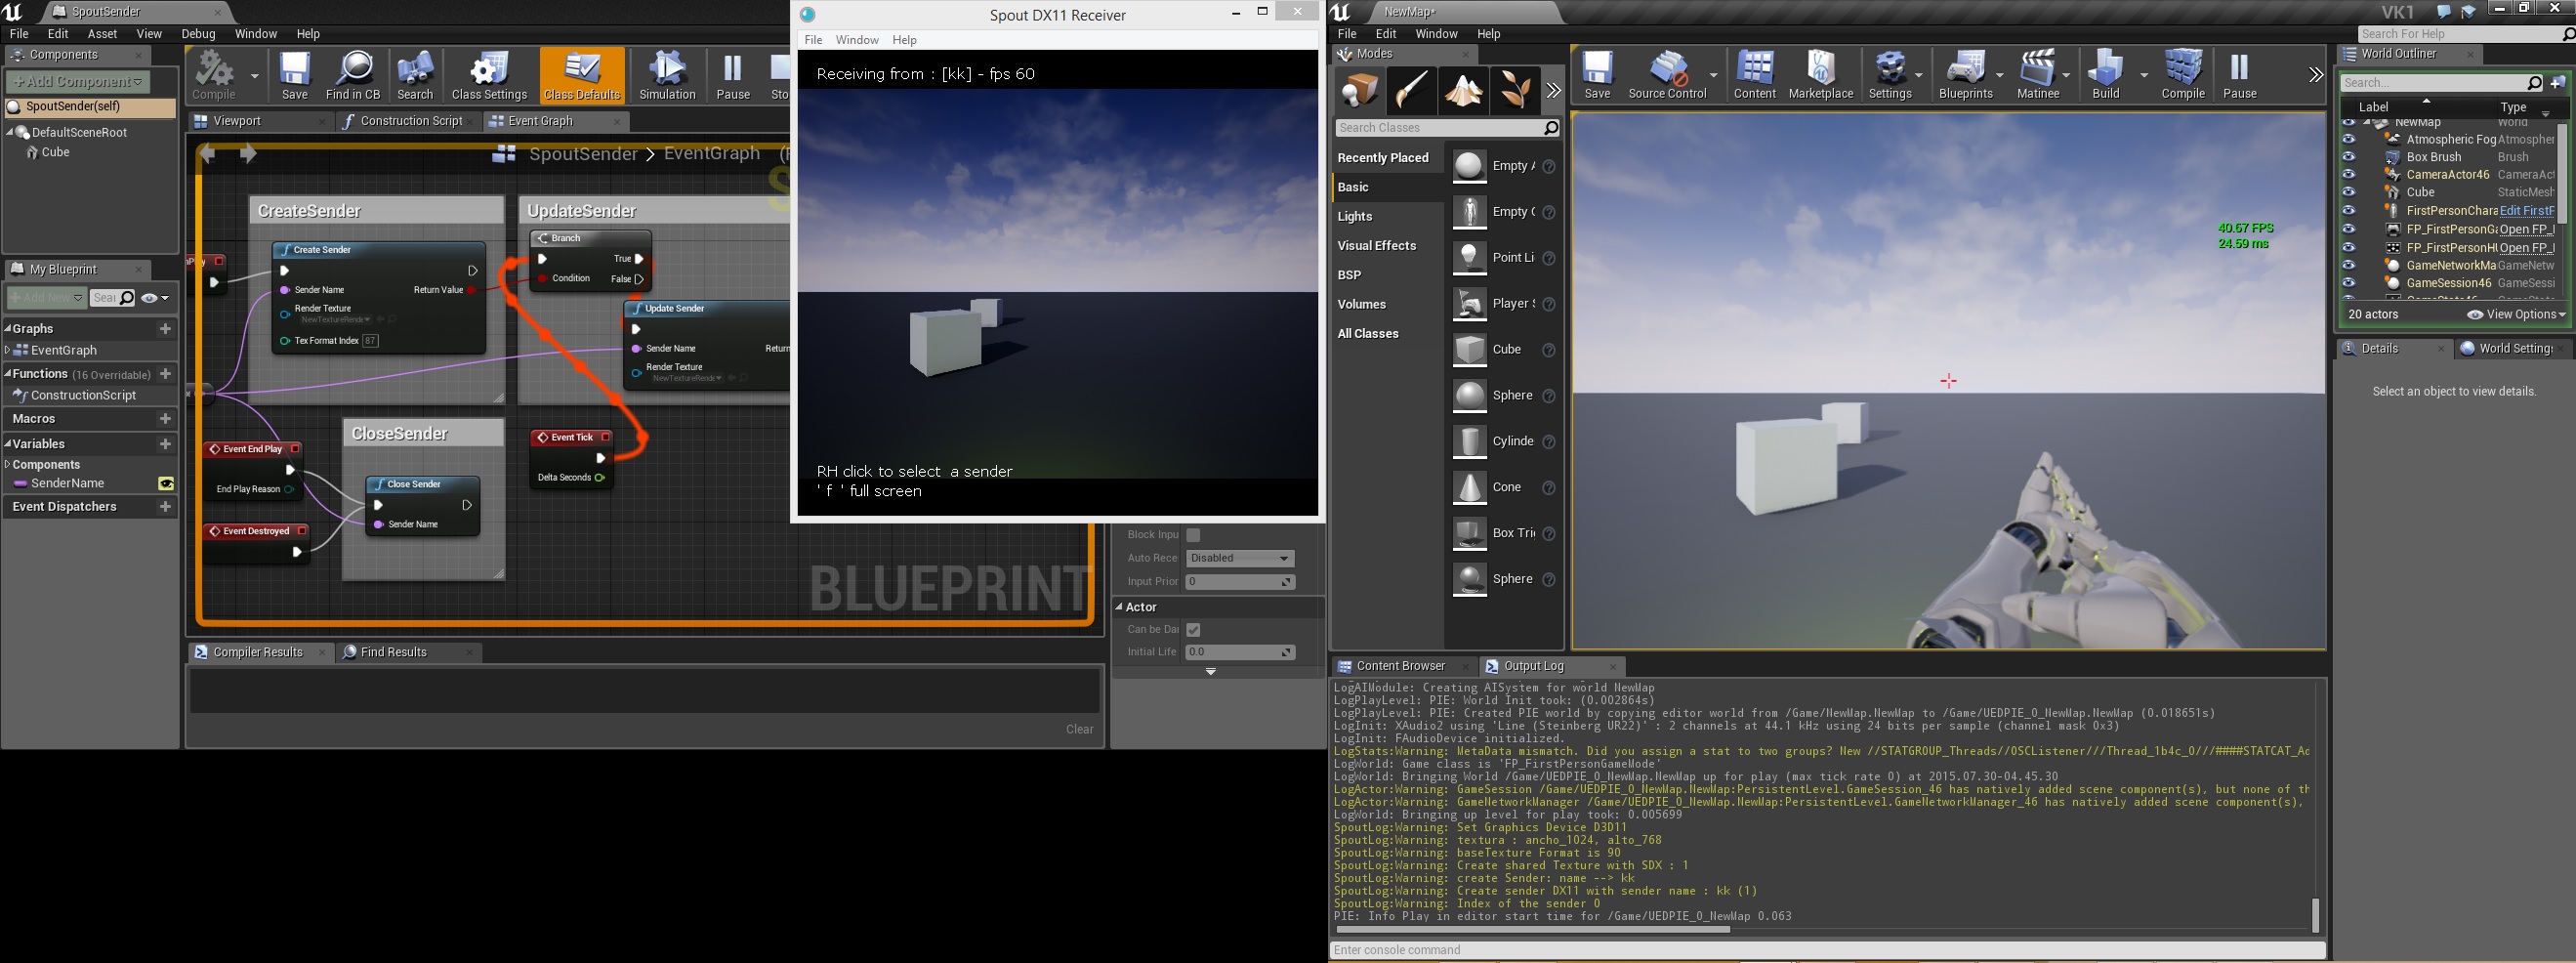 SpoutSender
File Edit Asset View Debug Window Help
Components
Add Component
SpoutSender(self)
DefaultSceneRoot
Cube
My Blueprint
Add New
Graphs
EventGraph
Functions (16 Overridable)
ConstructionScript
Macros
Variables
Components
SenderName
Event Dispatchers
Compile Save Find in CB Search Class Settings Class Defaults Simulation Pause
Viewport Construction Script Event Graph
SpoutSender > EventGraph
CreateSender
Create Sender
Sender Name Return Value
Render Texture
Tex Format Index 87
UpdateSender
Branch
True
Condition False
Update Sender
Sender Name
Render Texture
CloseSender
Event End Play
End Play Reason
Event Destroyed
Close Sender
Sender Name
Event Tick
Delta Seconds
BLUEPRINT
Compiler Results Find Results
Clear
Block Inpu
Auto Rece Disabled
Input Prior 0
Actor
Can be Da
Initial Life 0.0
Spout DX11 Receiver
File Window Help
Receiving from : [kk] - fps 60
RH click to select a sender
' f ' full screen
NewMap*
VK1
File Edit Window Help
Search For Help
Modes
Search Classes
Recently Placed
Basic
Lights
Visual Effects
BSP
Volumes
All Classes
Empty
Empty
Point Li
Player
Cube
Sphere
Cylinde
Cone
Box Tri
Sphere
Save Source Control Content Marketplace Settings Blueprints Matinee Build Compile Pause
40.67 FPS
24.59 ms
World Outliner
Search...
Label Type
NewMap World
Atmospheric Fog Atmospher
Box Brush Brush
CameraActor46 CameraAct
Cube StaticMesh
FirstPersonChara Edit FirstF
FP_FirstPersonGa Open FP_
FP_FirstPersonHU Open FP_
GameNetworkMa GameNetw
GameSession46 GameSessi
20 actors View Options
Details World Settings
Select an object to view details.
Content Browser Output Log
LogAIModule: Creating AISystem for world NewMap
LogPlayLevel: PIE: World Init took: (0.002864s)
LogPlayLevel: PIE: Created PIE world by copying editor world from /Game/NewMap.NewMap to /Game/UEDPIE_0_NewMap.NewMap (0.018651s)
LogInit: XAudio2 using 'Line (Steinberg UR22)' : 2 channels at 44.1 kHz using 24 bits per sample (channel mask 0x3)
LogInit: FAudioDevice initialized.
LogStats:Warning: MetaData mismatch. Did you assign a stat to two groups? New //STATGROUP_Threads//OSCListener///Thread_1b4c_0///####STATCAT_Ad
LogWorld: Game class is 'FP_FirstPersonGameMode'
LogWorld: Bringing World /Game/UEDPIE_0_NewMap.NewMap up for play (max tick rate 0) at 2015.07.30-04.45.30
LogActor:Warning: GameSession /Game/UEDPIE_0_NewMap.NewMap:PersistentLevel.GameSession_46 has natively added scene component(s), but none of th
LogActor:Warning: GameNetworkManager /Game/UEDPIE_0_NewMap.NewMap:PersistentLevel.GameNetworkManager_46 has natively added scene component(s),
LogWorld: Bringing up level for play took: 0.005699
SpoutLog:Warning: Set Graphics Device D3D11
SpoutLog:Warning: textura : ancho_1024, alto_768
SpoutLog:Warning: baseTexture Format is 90
SpoutLog:Warning: Create shared Texture with SDX : 1
SpoutLog:Warning: create Sender: name --> kk
SpoutLog:Warning: Create sender DX11 with sender name : kk (1)
SpoutLog:Warning: Index of the sender 0
PIE: Info Play in editor start time for /Game/UEDPIE_0_NewMap 0.063
Enter console command